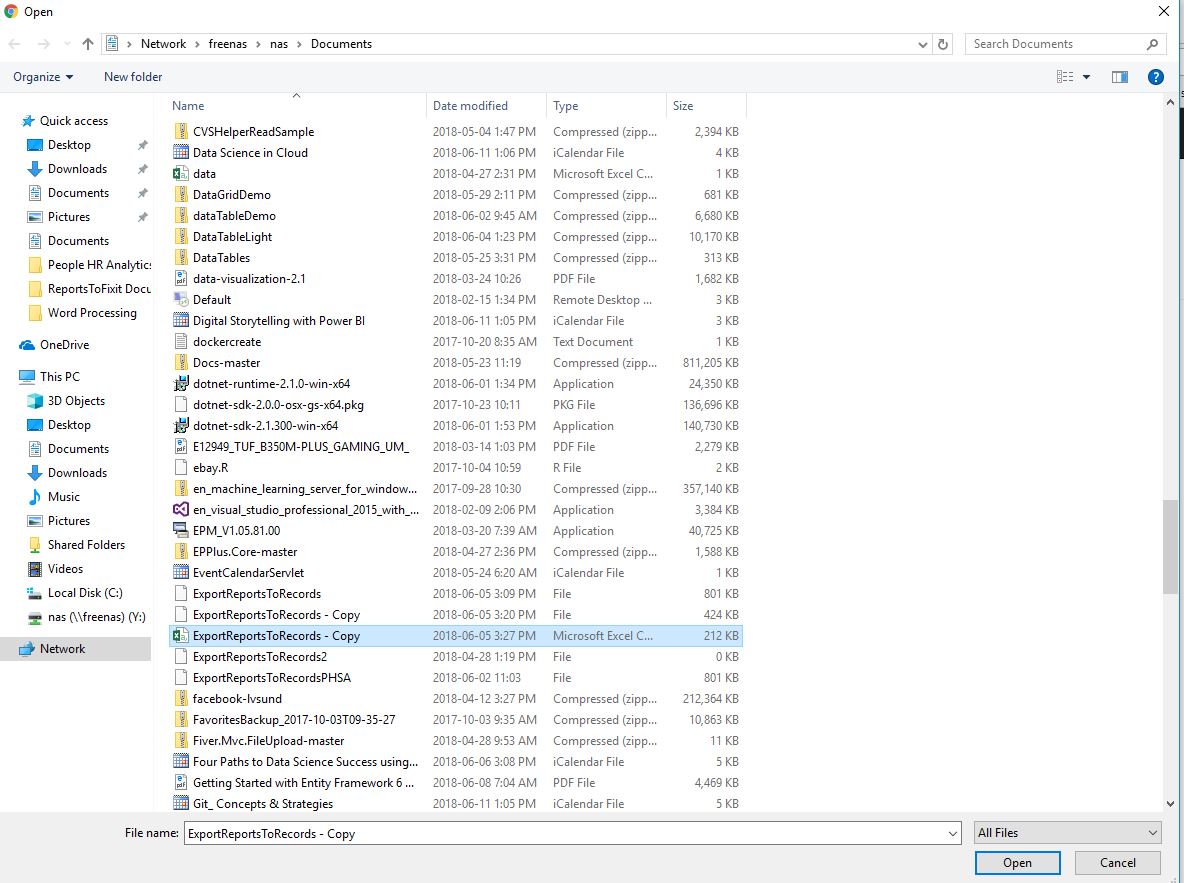 Open
Network > freenas > nas > Documents
Search Documents
Organize
New folder
Name Date modified Type Size
Quick access
Desktop
Downloads
Documents
Pictures
Documents
People HR Analytics
ReportsToFixit Docu
Word Processing
OneDrive
This PC
3D Objects
Desktop
Documents
Downloads
Music
Pictures
Shared Folders
Videos
Local Disk (C:)
nas (\\freenas) (Y:)
Network
CVSHelperReadSample 2018-05-04 1:47 PM Compressed (zipp... 2,394 KB
Data Science in Cloud 2018-06-11 1:06 PM iCalendar File 4 KB
data 2018-04-27 2:31 PM Microsoft Excel C... 1 KB
DataGridDemo 2018-05-29 2:11 PM Compressed (zipp... 681 KB
dataTableDemo 2018-06-02 9:45 AM Compressed (zipp... 6,680 KB
DataTableLight 2018-06-04 1:23 PM Compressed (zipp... 10,170 KB
DataTables 2018-05-25 3:31 PM Compressed (zipp... 313 KB
data-visualization-2.1 2018-03-24 10:26 PDF File 1,682 KB
Default 2018-02-15 1:34 PM Remote Desktop ... 3 KB
Digital Storytelling with Power BI 2018-06-11 1:05 PM iCalendar File 3 KB
dockercreate 2017-10-20 8:35 AM Text Document 1 KB
Docs-master 2018-05-23 11:19 Compressed (zipp... 811,205 KB
dotnet-runtime-2.1.0-win-x64 2018-06-01 1:34 PM Application 24,350 KB
dotnet-sdk-2.0.0-osx-gs-x64.pkg 2017-10-23 10:11 PKG File 136,696 KB
dotnet-sdk-2.1.300-win-x64 2018-06-01 1:53 PM Application 140,730 KB
E12949_TUF_B350M-PLUS_GAMING_UM_ 2018-03-14 1:03 PM PDF File 2,279 KB
ebay.R 2017-10-04 10:59 R File 2 KB
en_machine_learning_server_for_window... 2017-09-28 10:30 Compressed (zipp... 357,140 KB
en_visual_studio_professional_2015_with_... 2018-02-09 2:06 PM Application 3,384 KB
EPM_V1.05.81.00 2018-03-20 7:39 AM Application 40,725 KB
EPPlus.Core-master 2018-04-27 2:36 PM Compressed (zipp... 1,588 KB
EventCalendarServlet 2018-05-24 6:20 AM iCalendar File 1 KB
ExportReportsToRecords 2018-06-05 3:09 PM File 801 KB
ExportReportsToRecords - Copy 2018-06-05 3:20 PM File 424 KB
ExportReportsToRecords - Copy 2018-06-05 3:27 PM Microsoft Excel C... 212 KB
ExportReportsToRecords2 2018-04-28 1:19 PM File 0 KB
ExportReportsToRecordsPHSA 2018-06-02 11:03 File 801 KB
facebook-lvsund 2018-04-12 3:27 PM Compressed (zipp... 212,364 KB
FavoritesBackup_2017-10-03T09-35-27 2017-10-03 9:35 AM Compressed (zipp... 10,863 KB
Fiver.Mvc.FileUpload-master 2018-04-28 9:53 AM Compressed (zipp... 11 KB
Four Paths to Data Science Success using... 2018-06-06 3:08 PM iCalendar File 5 KB
Getting Started with Entity Framework 6 ... 2018-06-08 7:04 AM PDF File 4,469 KB
Git_ Concepts & Strategies 2018-06-11 1:05 PM iCalendar File 5 KB
File name: ExportReportsToRecords - Copy
All Files
Open
Cancel